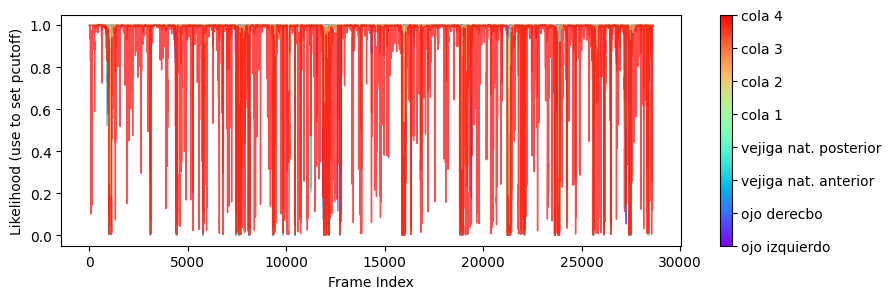 Likelihood (use to set pcutoff)
1.0
0.8
0.6
0.4
0.2
0.0
0
5000
10000
15000
20000
25000
30000
Frame Index
cola 4
cola 3
cola 2
cola 1
vejiga nat. posterior
vejiga nat. anterior
ojo derecbo
ojo izquierdo